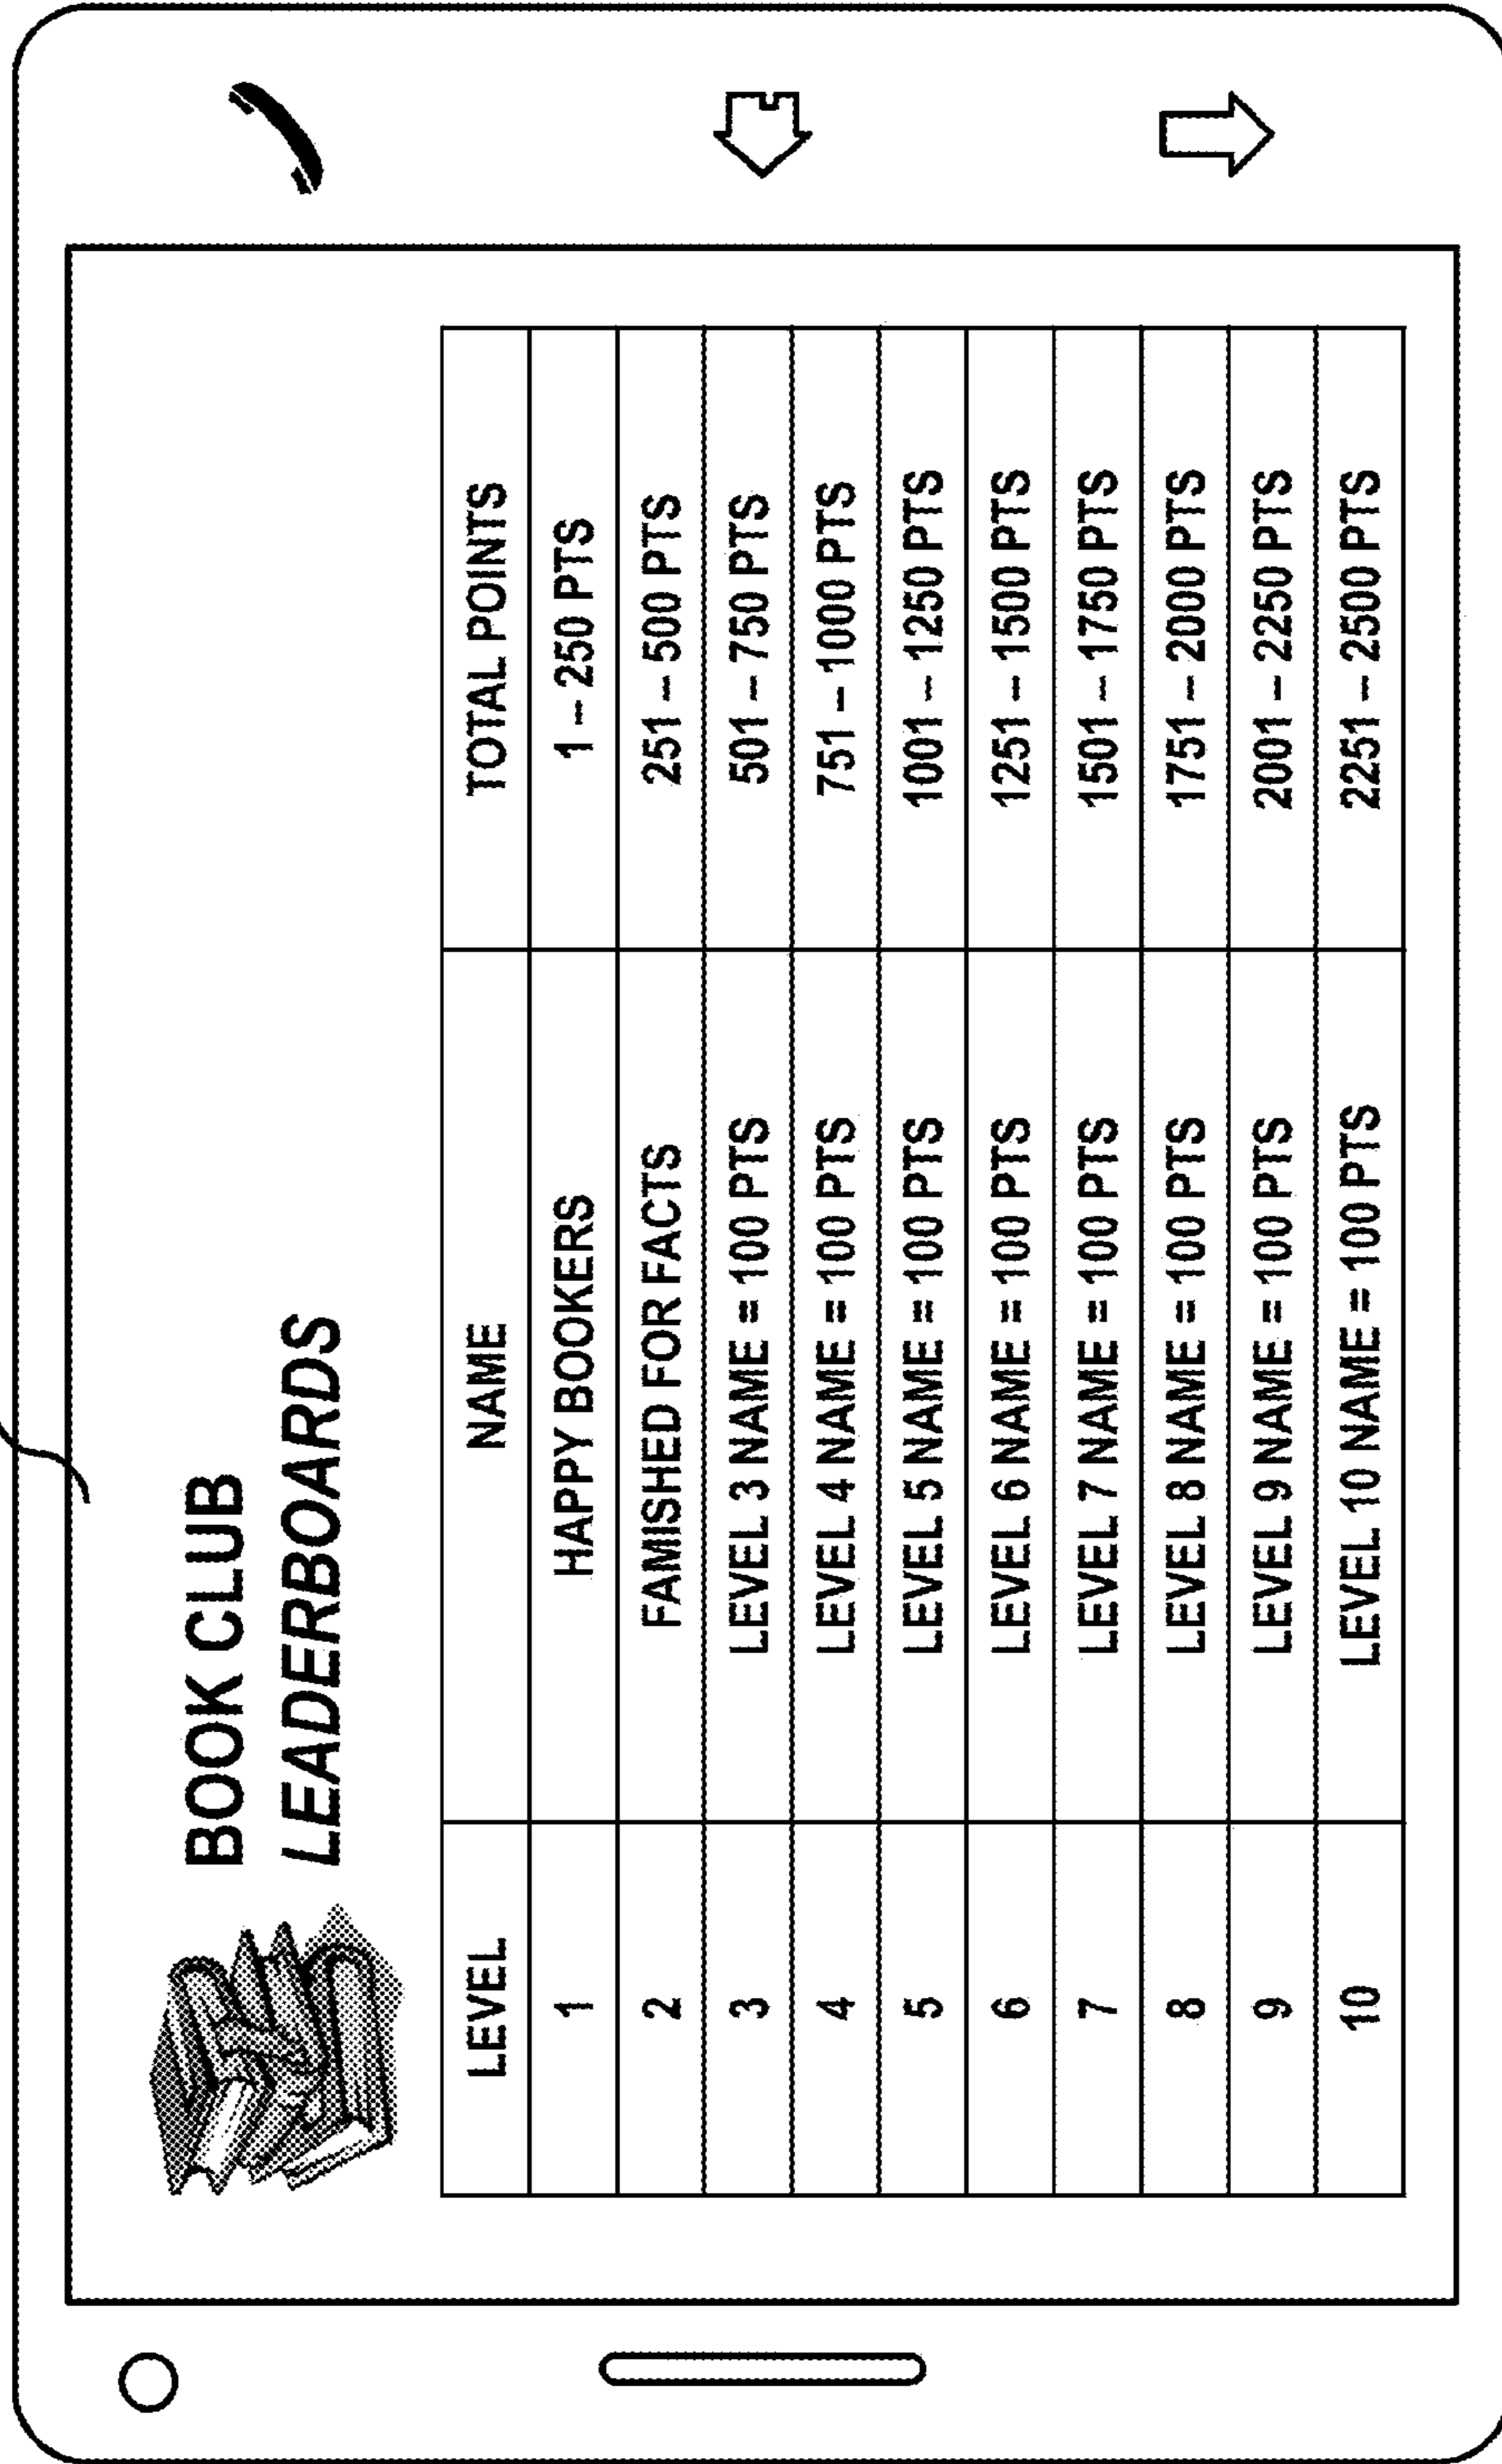 BOOK CLUB
LEADERBOARDS
LEVEL NAME TOTAL POINTS
1 HAPPY BOOKERS 1 – 250 PTS
2 FAMISHED FOR FACTS 251 – 500 PTS
3 LEVEL 3 NAME = 100 PTS 501 – 750 PTS
4 LEVEL 4 NAME = 100 PTS 751 – 1000 PTS
5 LEVEL 5 NAME = 100 PTS 1001 – 1250 PTS
6 LEVEL 6 NAME = 100 PTS 1251 – 1500 PTS
7 LEVEL 7 NAME = 100 PTS 1501 – 1750 PTS
8 LEVEL 8 NAME = 100 PTS 1751 – 2000 PTS
9 LEVEL 9 NAME = 100 PTS 2001 – 2250 PTS
10 LEVEL 10 NAME = 100 PTS 2251 – 2500 PTS